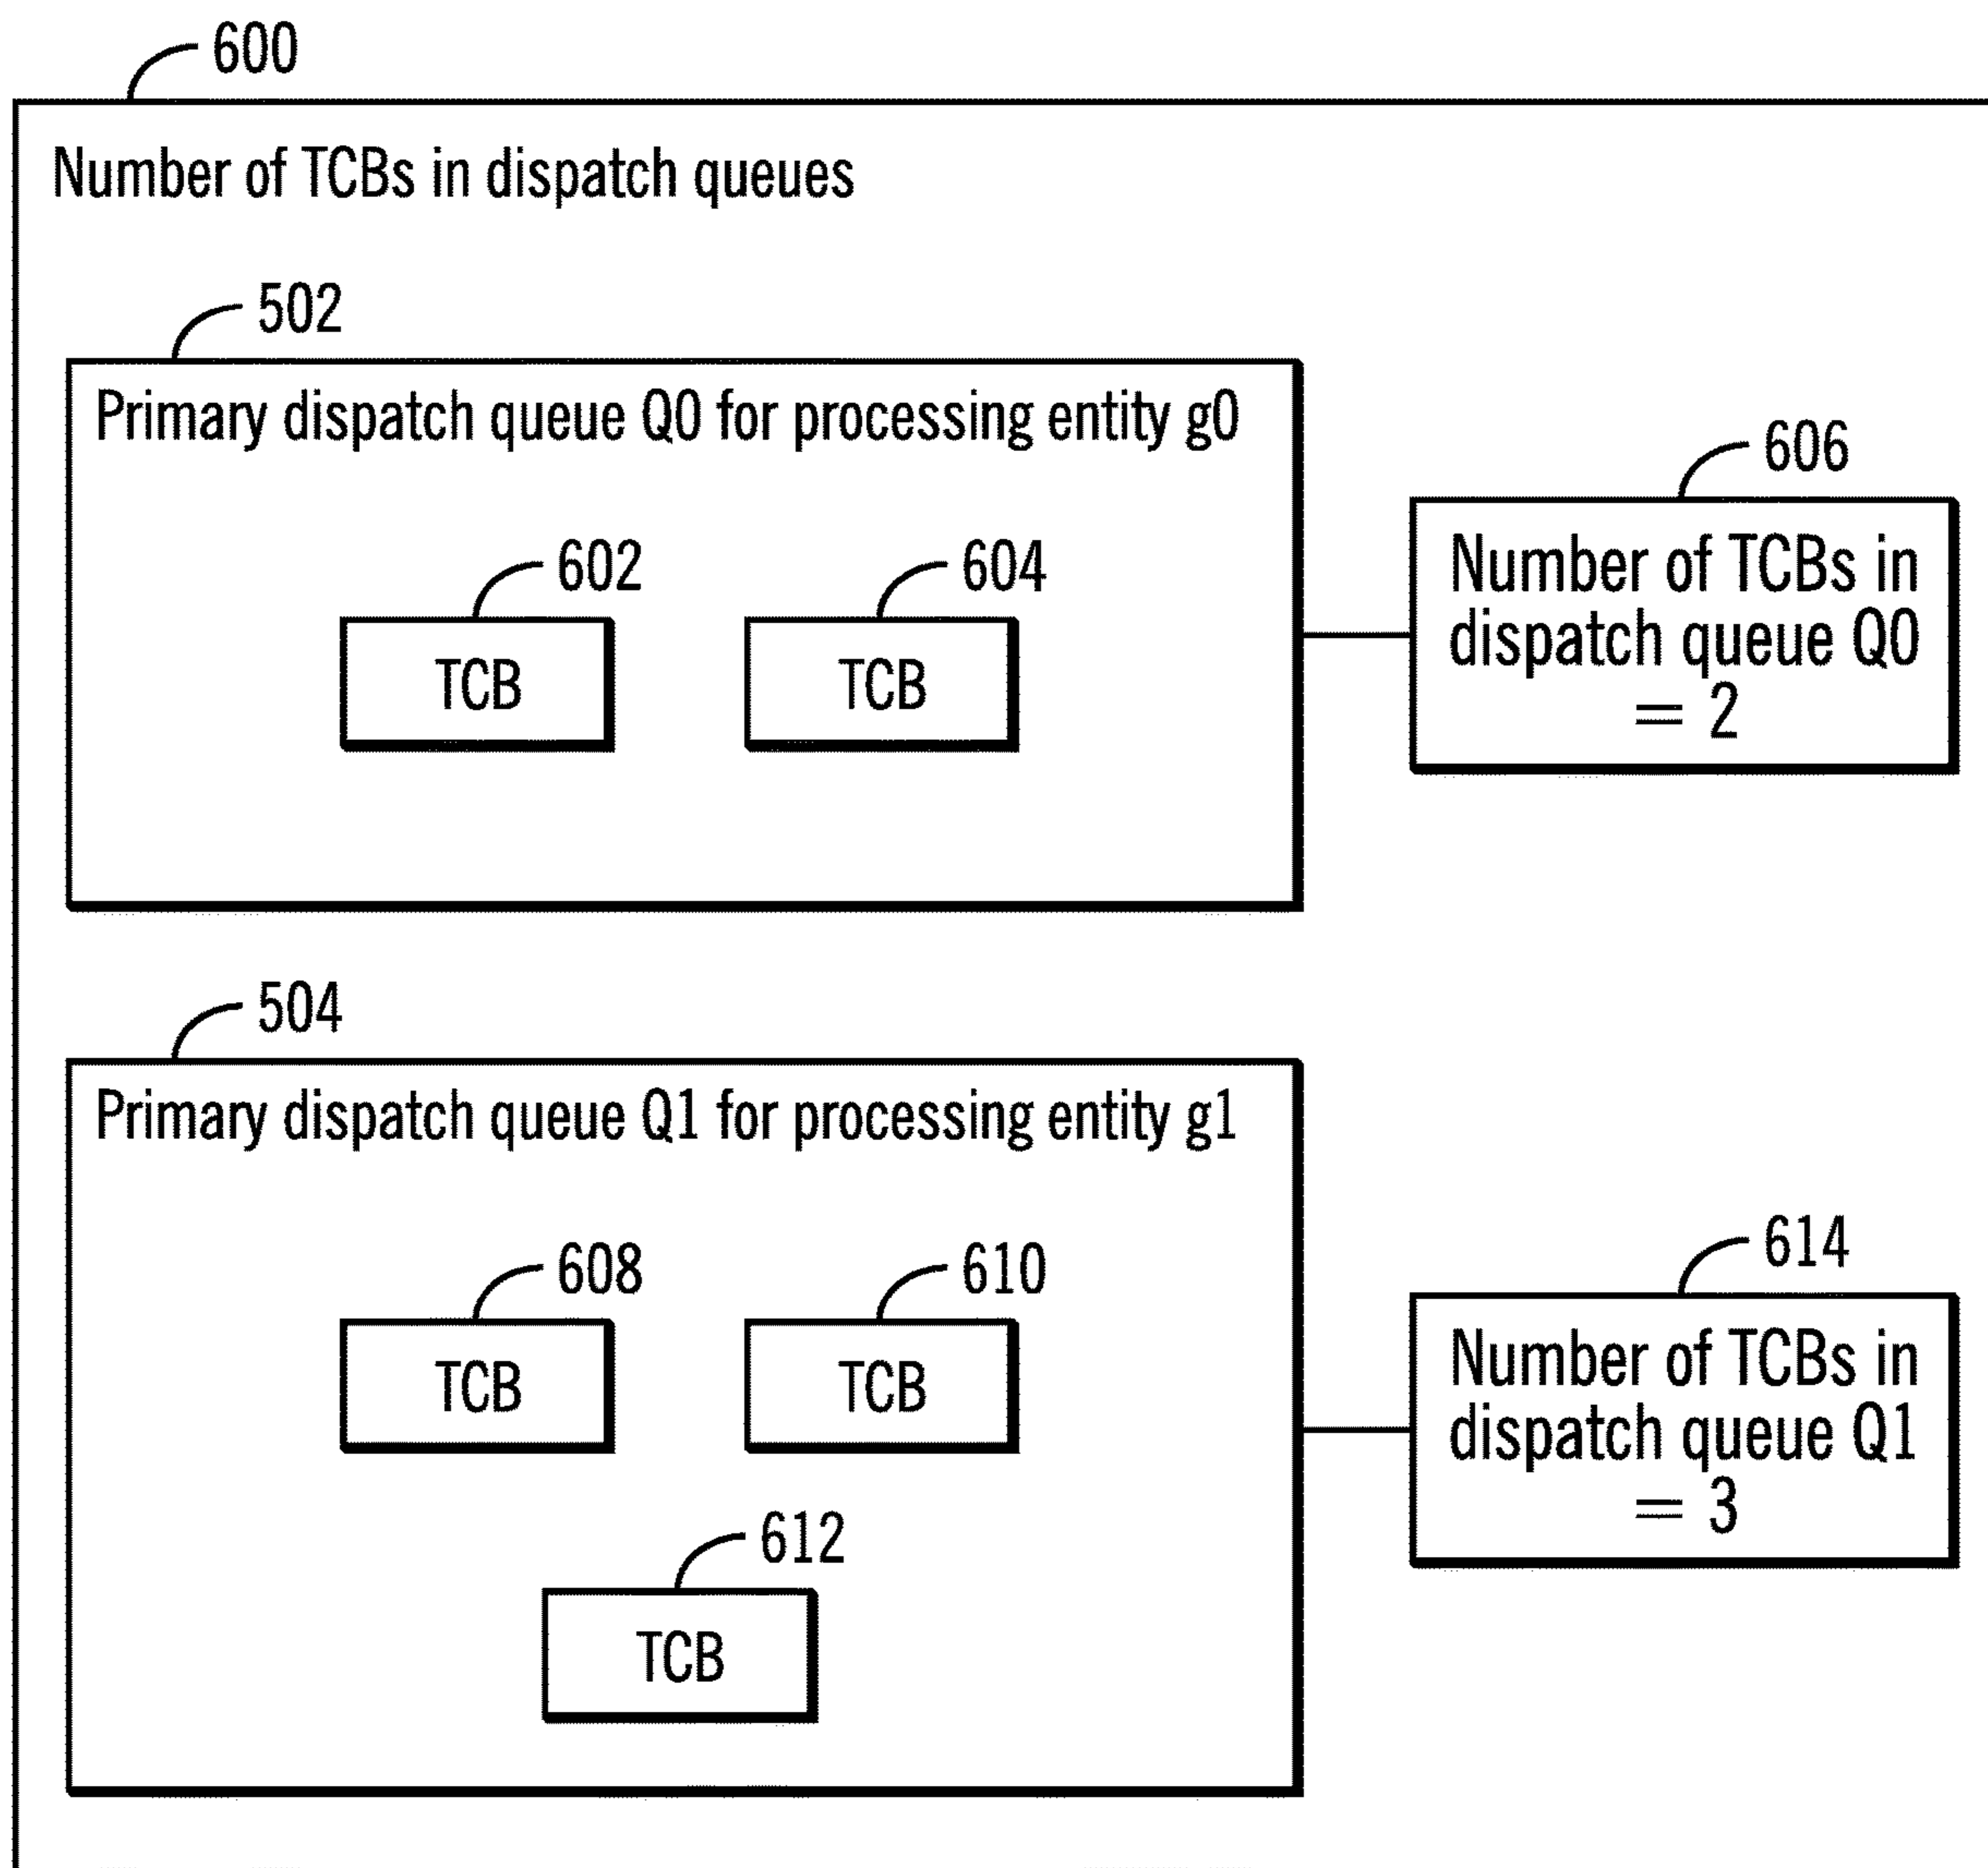 600
Number of TCBs in dispatch queues
502
Primary dispatch queue Q0 for processing entity g0
606
Number of TCBs in
dispatch queue Q0
= 2
602
604
TCB
TCB
504
Primary dispatch queue Q1 for processing entity g1
614
Number of TCBs in
dispatch queue Q1
= 3
608
610
TCB
TCB
612
TCB